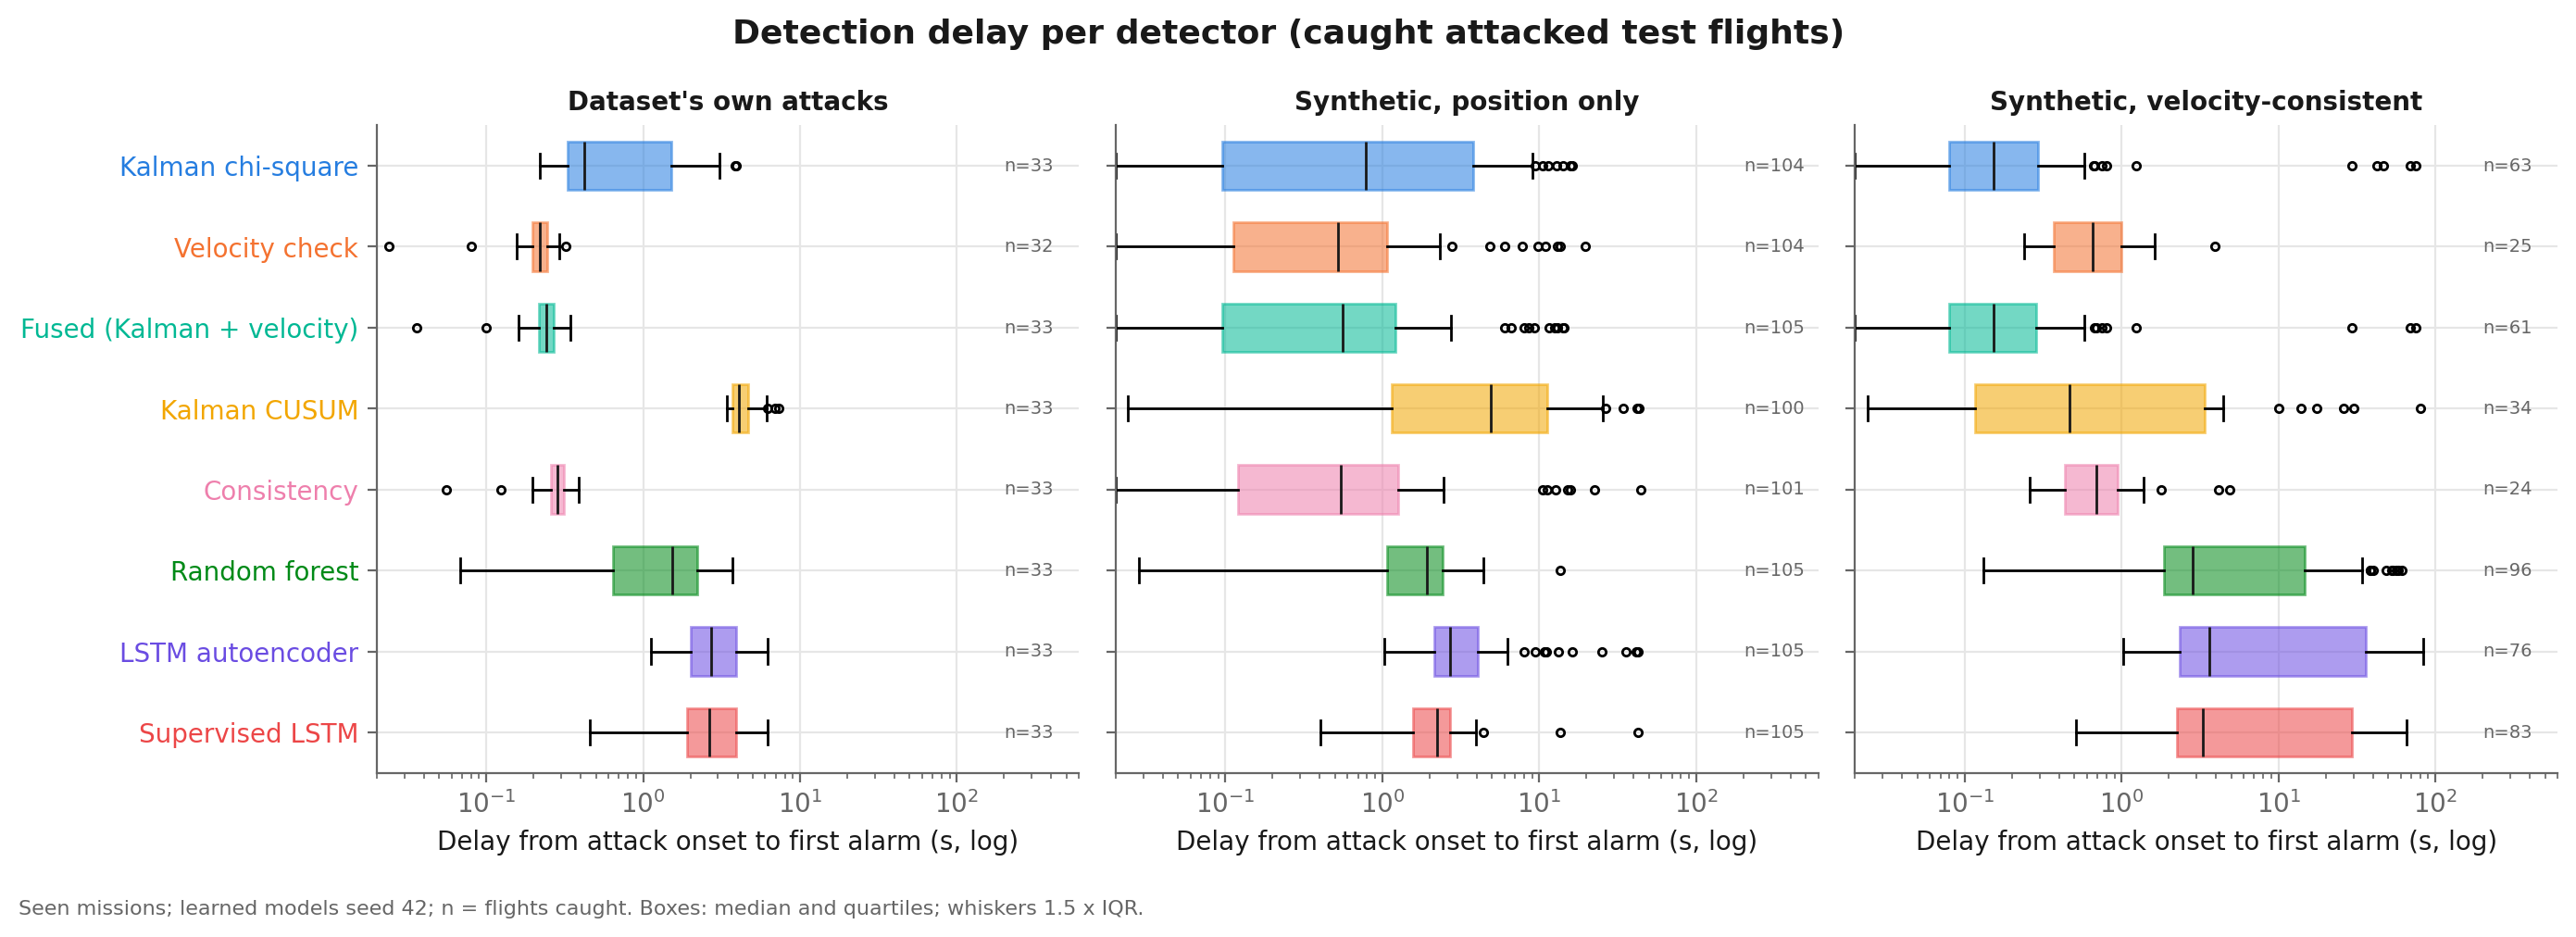 Detection delay per detector (caught attacked test flights)
Dataset's own attacks
Synthetic, position only
Synthetic, velocity-consistent
Kalman chi-square
n=33
n=104
n=63
Velocity check
n=32
n=104
n=25
Fused (Kalman + velocity)
n=33
n=105
n=61
Kalman CUSUM
n=33
n=100
n=34
Consistency
n=33
n=101
n=24
Random forest
n=33
n=105
n=96
LSTM autoencoder
n=33
n=105
n=76
Supervised LSTM
n=33
n=105
n=83
10⁻¹ 10⁰ 10¹ 10²
10⁻¹ 10⁰ 10¹ 10²
10⁻¹ 10⁰ 10¹ 10²
Delay from attack onset to first alarm (s, log)
Delay from attack onset to first alarm (s, log)
Delay from attack onset to first alarm (s, log)
Seen missions; learned models seed 42; n = flights caught. Boxes: median and quartiles; whiskers 1.5 x IQR.